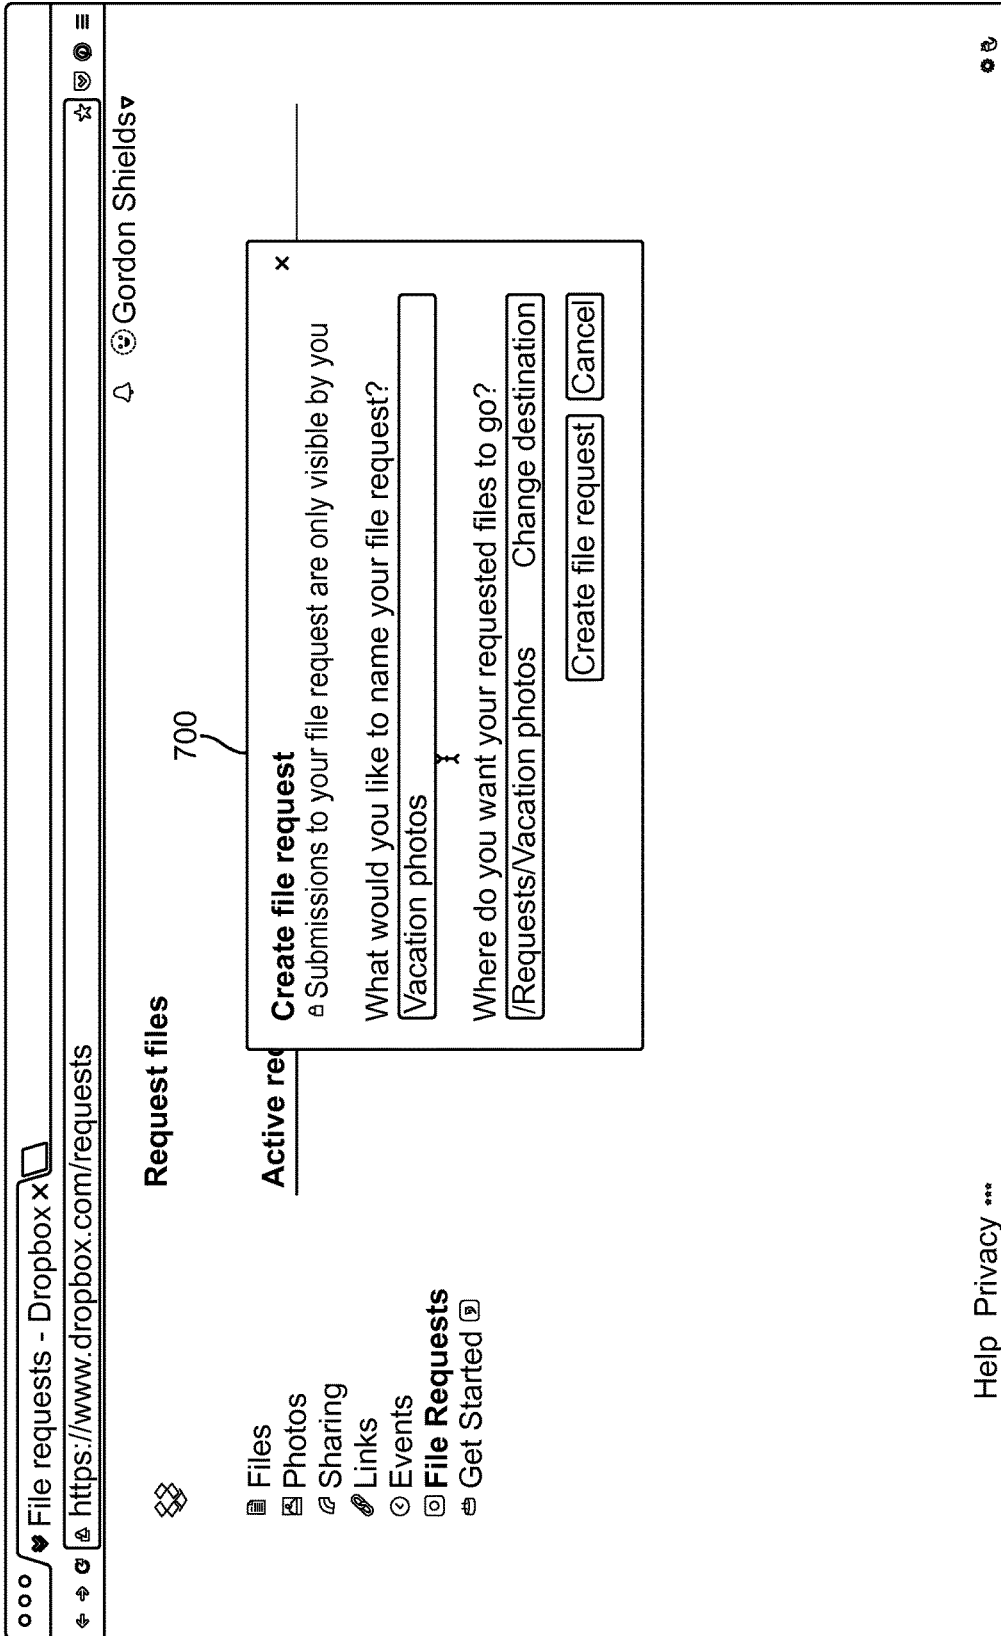 File requests - Dropbox
https://www.dropbox.com/requests
Gordon Shields
Request files
700
Files
Photos
Sharing
Links
Events
File Requests
Get Started
Active rec
Create file request
Submissions to your file request are only visible by you
What would you like to name your file request?
Vacation photos
Where do you want your requested files to go?
/Requests/Vacation photos Change destination
Create file request Cancel
Help Privacy